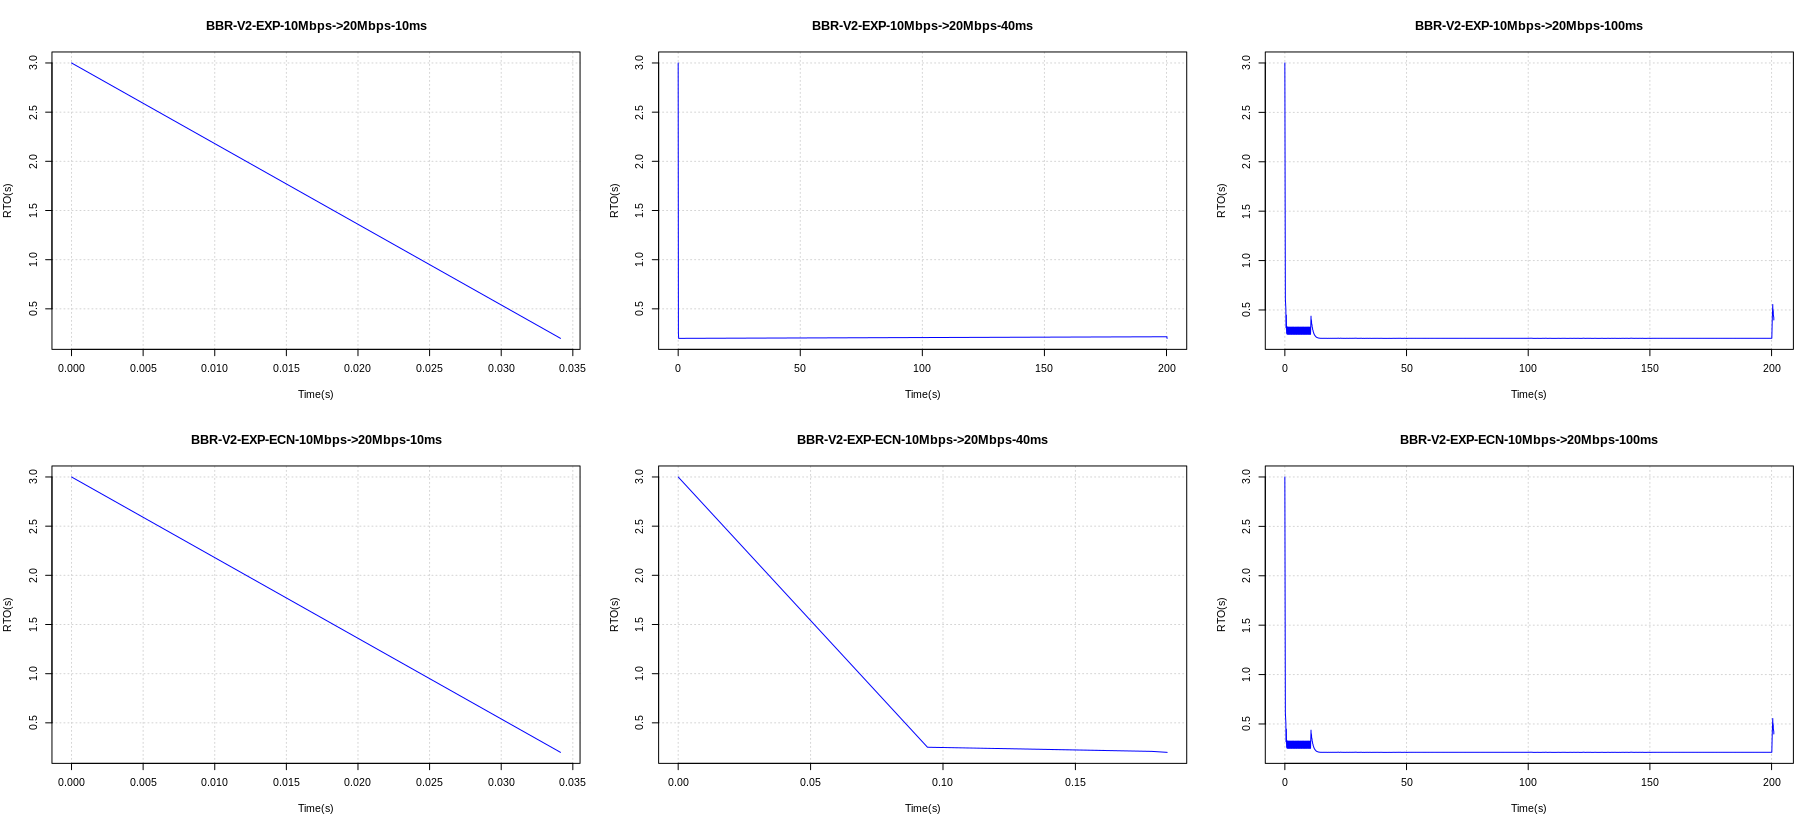 BBR-V2-EXP-10Mbps->20Mbps-10ms
RTO(s)
3.0
2.5
2.0
1.5
1.0
0.5
0.000 0.005 0.010 0.015 0.020 0.025 0.030 0.035
Time(s)
BBR-V2-EXP-10Mbps->20Mbps-40ms
RTO(s)
3.0
2.5
2.0
1.5
1.0
0.5
0 50 100 150 200
Time(s)
BBR-V2-EXP-10Mbps->20Mbps-100ms
RTO(s)
3.0
2.5
2.0
1.5
1.0
0.5
0 50 100 150 200
Time(s)
BBR-V2-EXP-ECN-10Mbps->20Mbps-10ms
RTO(s)
3.0
2.5
2.0
1.5
1.0
0.5
0.000 0.005 0.010 0.015 0.020 0.025 0.030 0.035
Time(s)
BBR-V2-EXP-ECN-10Mbps->20Mbps-40ms
RTO(s)
3.0
2.5
2.0
1.5
1.0
0.5
0.00 0.05 0.10 0.15
Time(s)
BBR-V2-EXP-ECN-10Mbps->20Mbps-100ms
RTO(s)
3.0
2.5
2.0
1.5
1.0
0.5
0 50 100 150 200
Time(s)